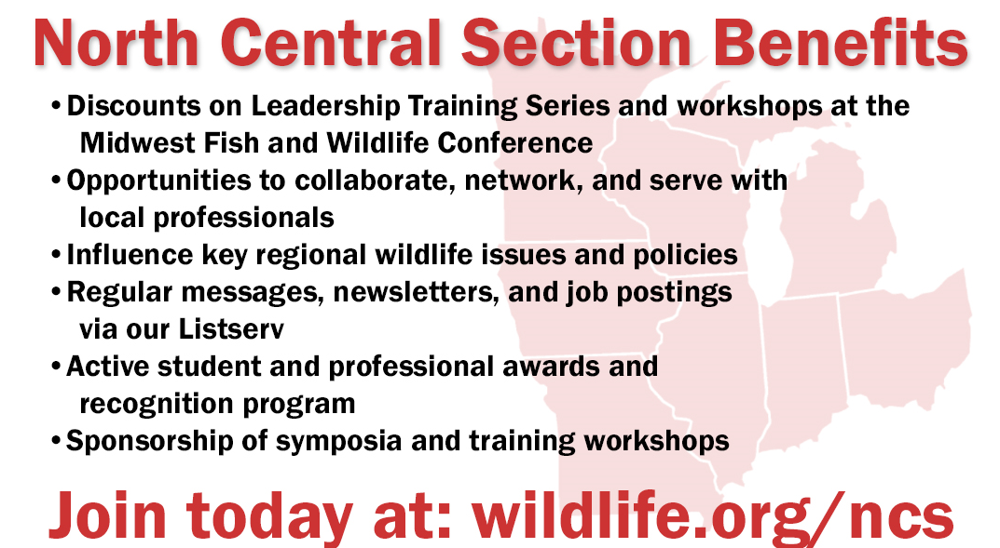 North Central Section Benefits
•Discounts on Leadership Training Series and workshops at the
Midwest Fish and Wildlife Conference
•Opportunities to collaborate, network, and serve with
local professionals
•Influence key regional wildlife issues and policies
•Regular messages, newsletters, and job postings
via our Listserv
•Active student and professional awards and
recognition program
•Sponsorship of symposia and training workshops
Join today at: wildlife.org/ncs